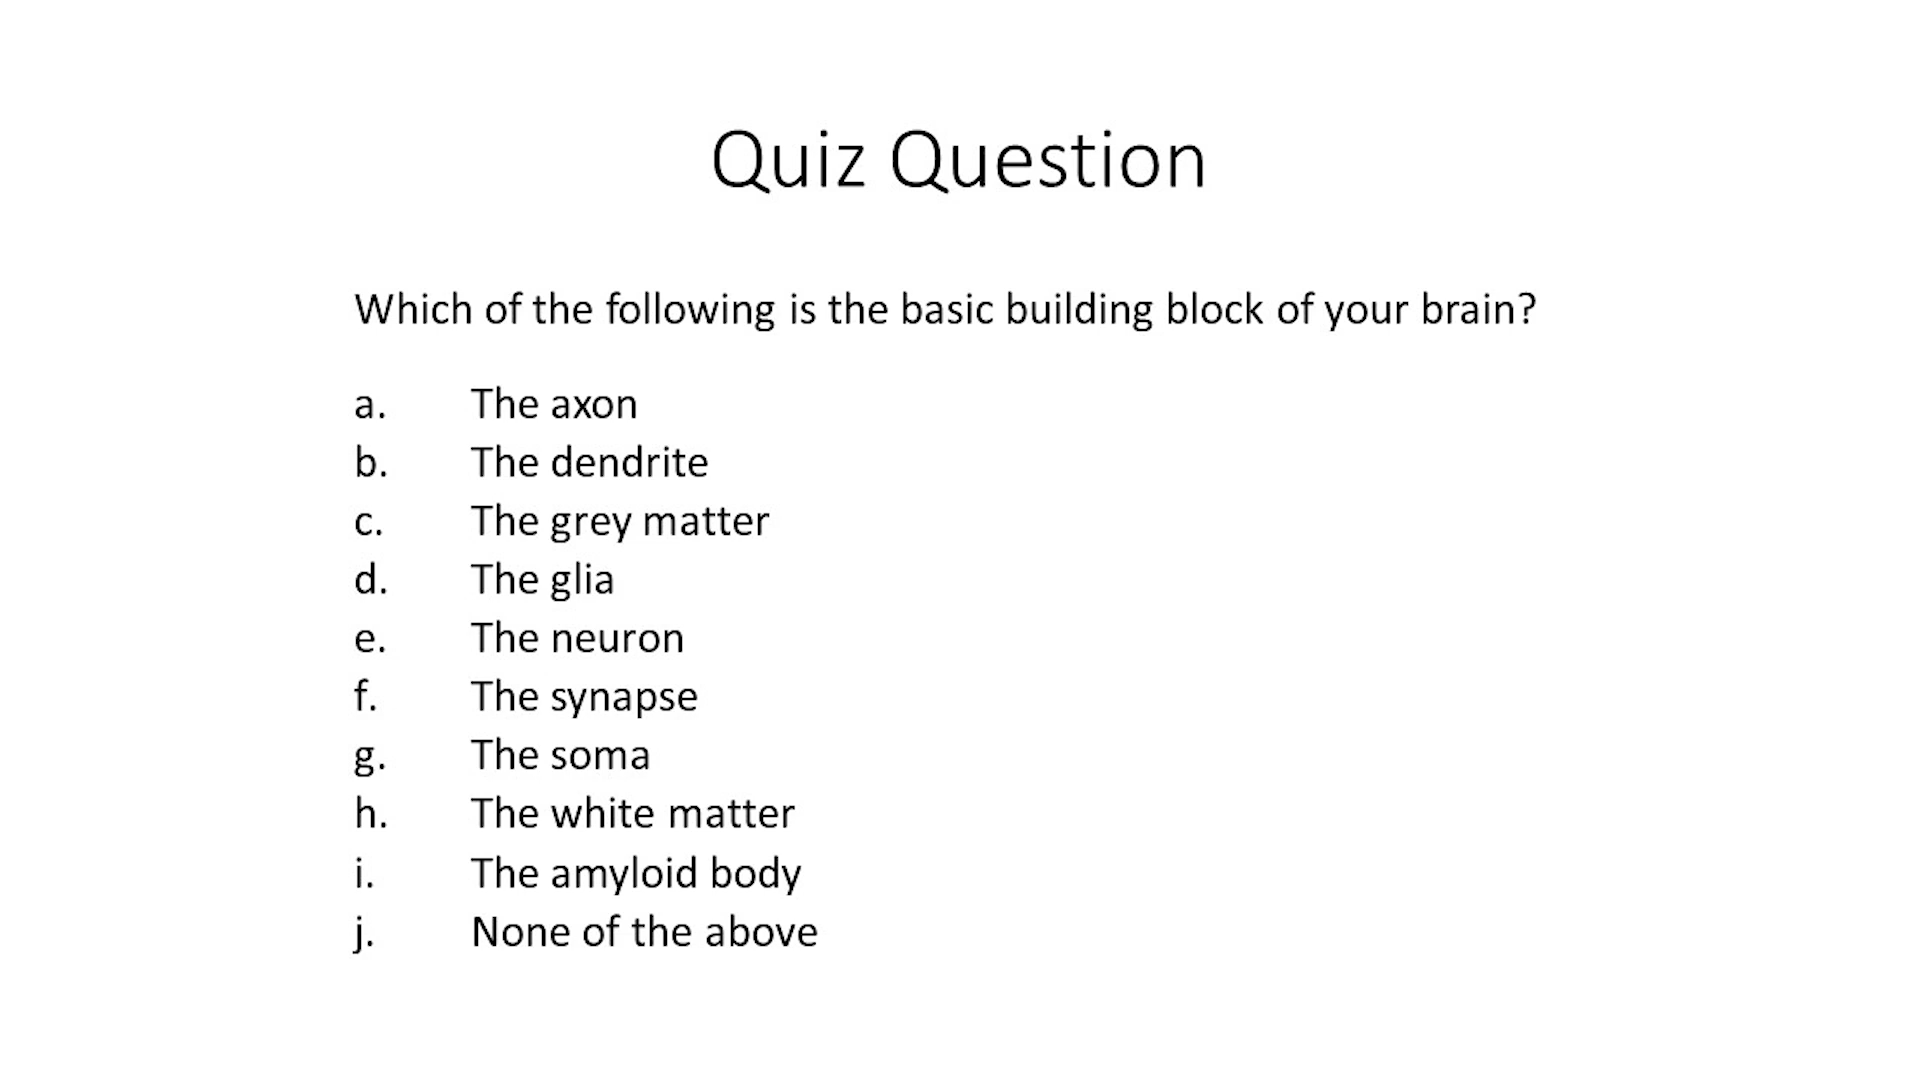 Quiz Question
Which of the following is the basic building block of your brain?
a. The axon
b. The dendrite
c. The grey matter
d. The glia
e. The neuron
f. The synapse
g. The soma
h. The white matter
i. The amyloid body
j. None of the above